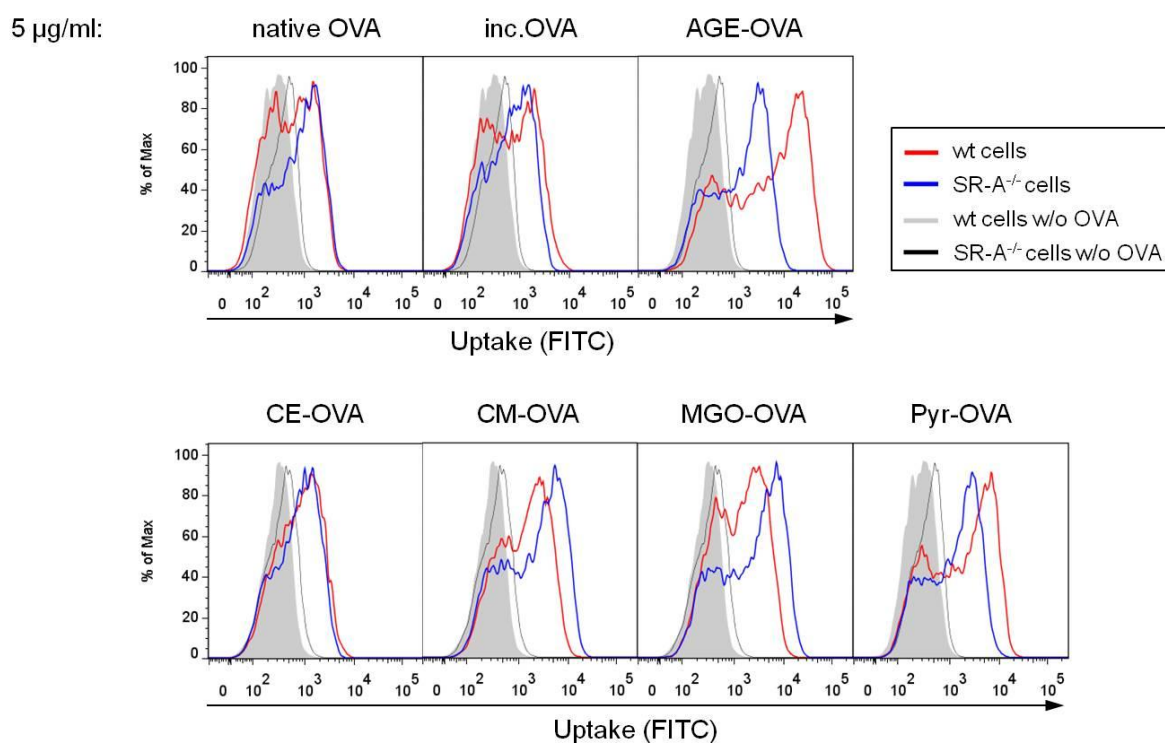 5 µg/ml: native OVA inc.OVA AGE-OVA
% of Max
100
80
60
40
20
0
0 10² 10³ 10⁴ 10⁵ 0 10² 10³ 10⁴ 10⁵ 0 10² 10³ 10⁴ 10⁵
Uptake (FITC)
wt cells
SR-A⁻/⁻ cells
wt cells w/o OVA
SR-A⁻/⁻ cells w/o OVA
CE-OVA CM-OVA MGO-OVA Pyr-OVA
% of Max
100
80
60
40
20
0
0 10² 10³ 10⁴ 10⁵ 0 10² 10³ 10⁴ 10⁵ 0 10² 10³ 10⁴ 10⁵ 0 10² 10³ 10⁴ 10⁵
Uptake (FITC)